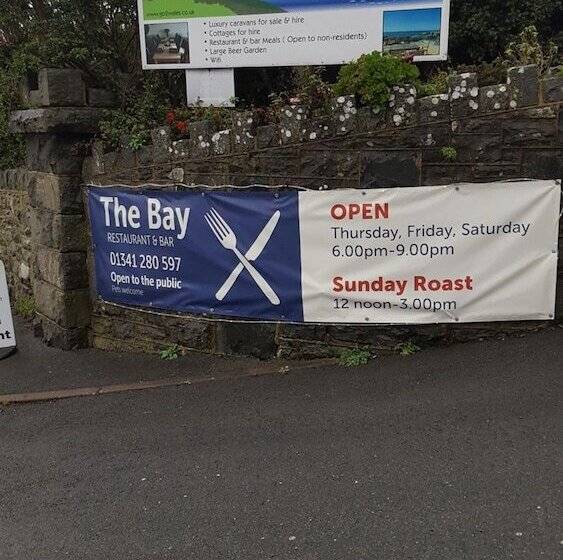 • Luxury caravans for sale & hire
• Cottages for hire
• Restaurant & bar Meals ( Open to non-residents)
• Large Beer Garden
• Wifi
The Bay
RESTAURANT & BAR
01341 280 597
Open to the public
Pets welcome
OPEN
Thursday, Friday, Saturday
6.00pm-9.00pm
Sunday Roast
12 noon-3.00pm
nt